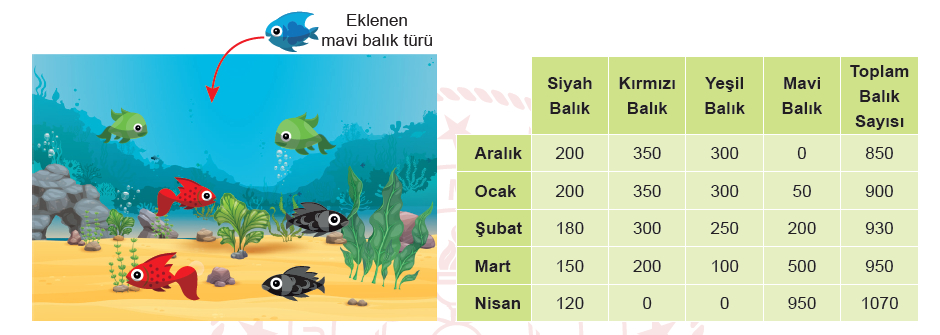 Eklenen
mavi balık türü
Siyah Balık Kırmızı Balık Yeşil Balık Mavi Balık Toplam Balık Sayısı
Aralık 200 350 300 0 850
Ocak 200 350 300 50 900
Şubat 180 300 250 200 930
Mart 150 200 100 500 950
Nisan 120 0 0 950 1070